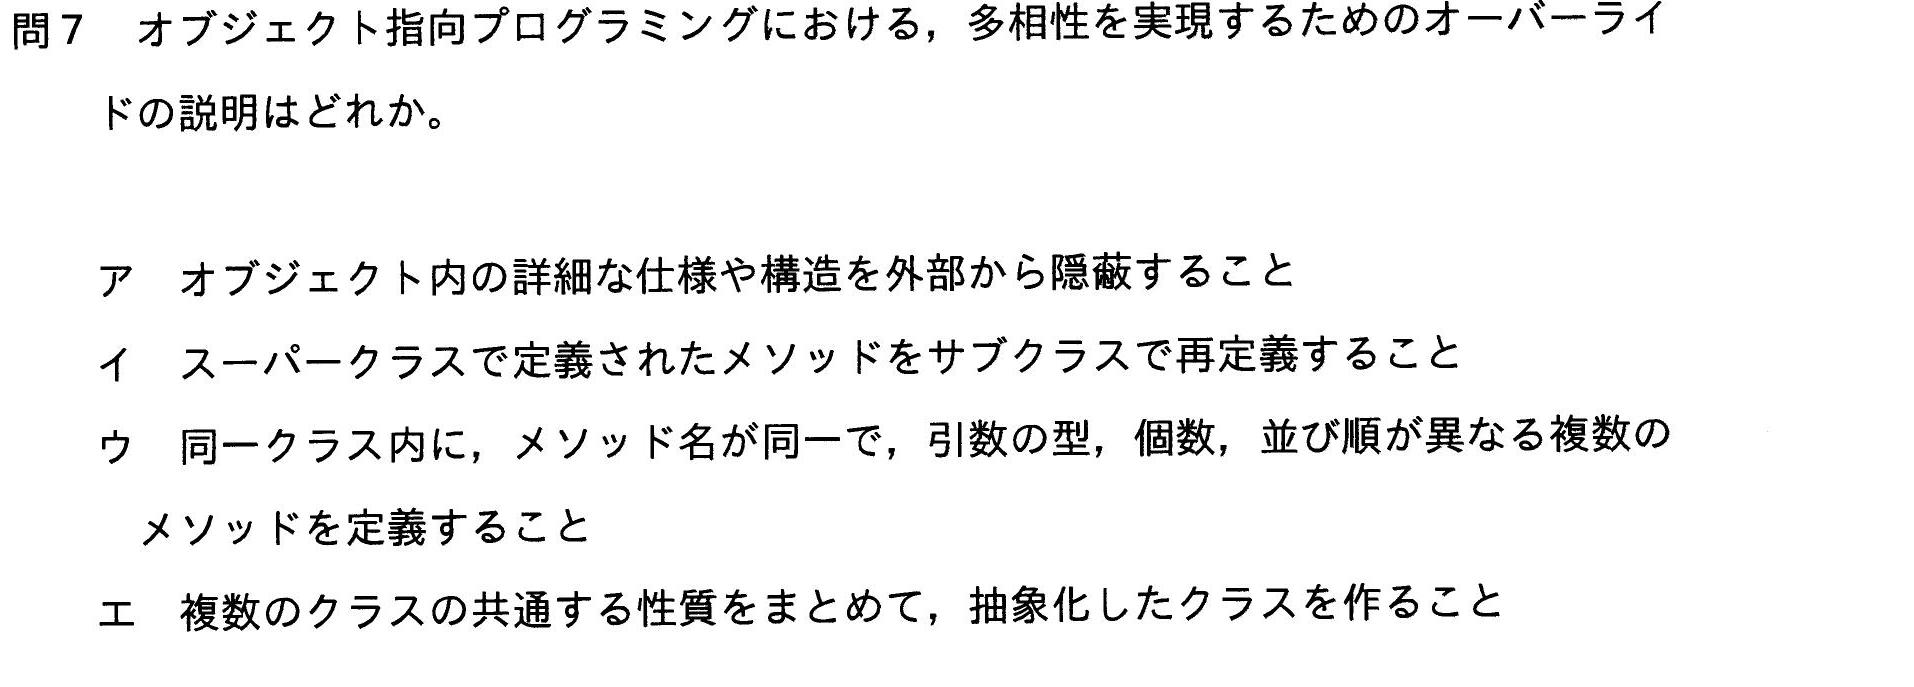 問7　オブジェクト指向プログラミングにおける，多相性を実現するためのオーバーライ
ドの説明はどれか。
ア　オブジェクト内の詳細な仕様や構造を外部から隠蔽すること
イ　スーパークラスで定義されたメソッドをサブクラスで再定義すること
ウ　同一クラス内に，メソッド名が同一で，引数の型，個数，並び順が異なる複数の
メソッドを定義すること
エ　複数のクラスの共通する性質をまとめて，抽象化したクラスを作ること